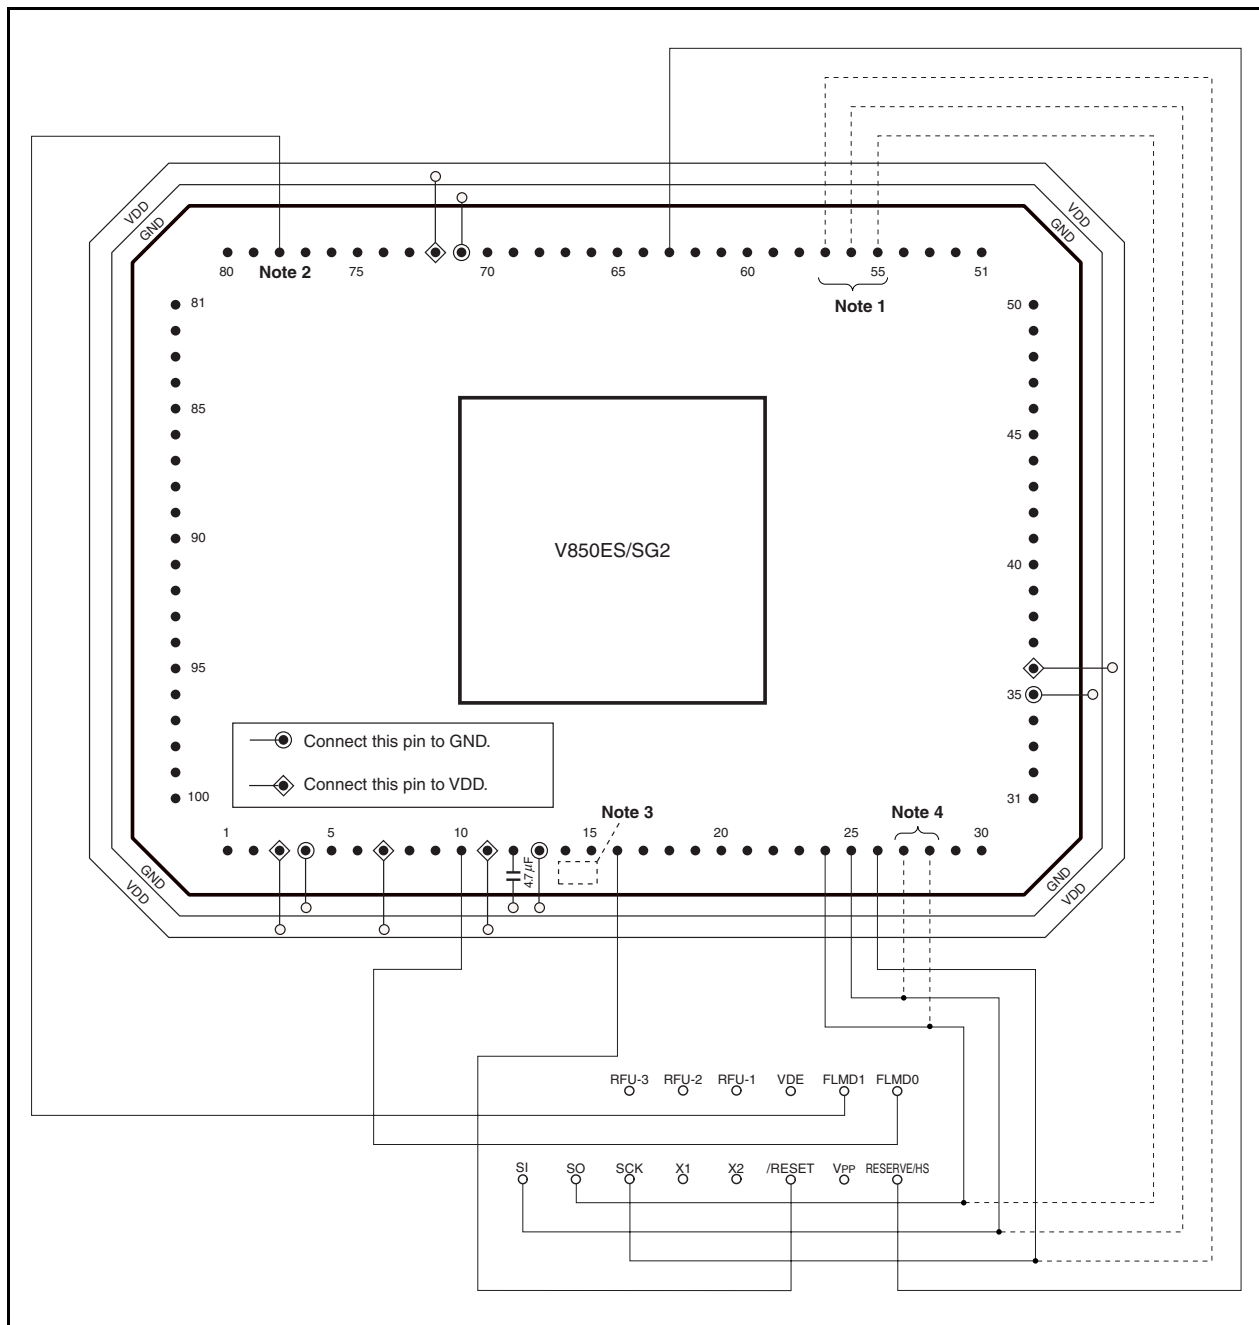 VDD
GND
VDD
GND
80
Note 2
75
70
65
60
55
51
Note 1
81
50
85
45
V850ES/SG2
90
40
95
35
Connect this pin to GND.
Connect this pin to VDD.
100
31
Note 3
Note 4
1
5
10
15
20
25
30
4.7 µF
GND
VDD
GND
VDD
RFU-3 RFU-2 RFU-1 VDE FLMD1 FLMD0
SI SO SCK X1 X2 /RESET VPP RESERVE/HS